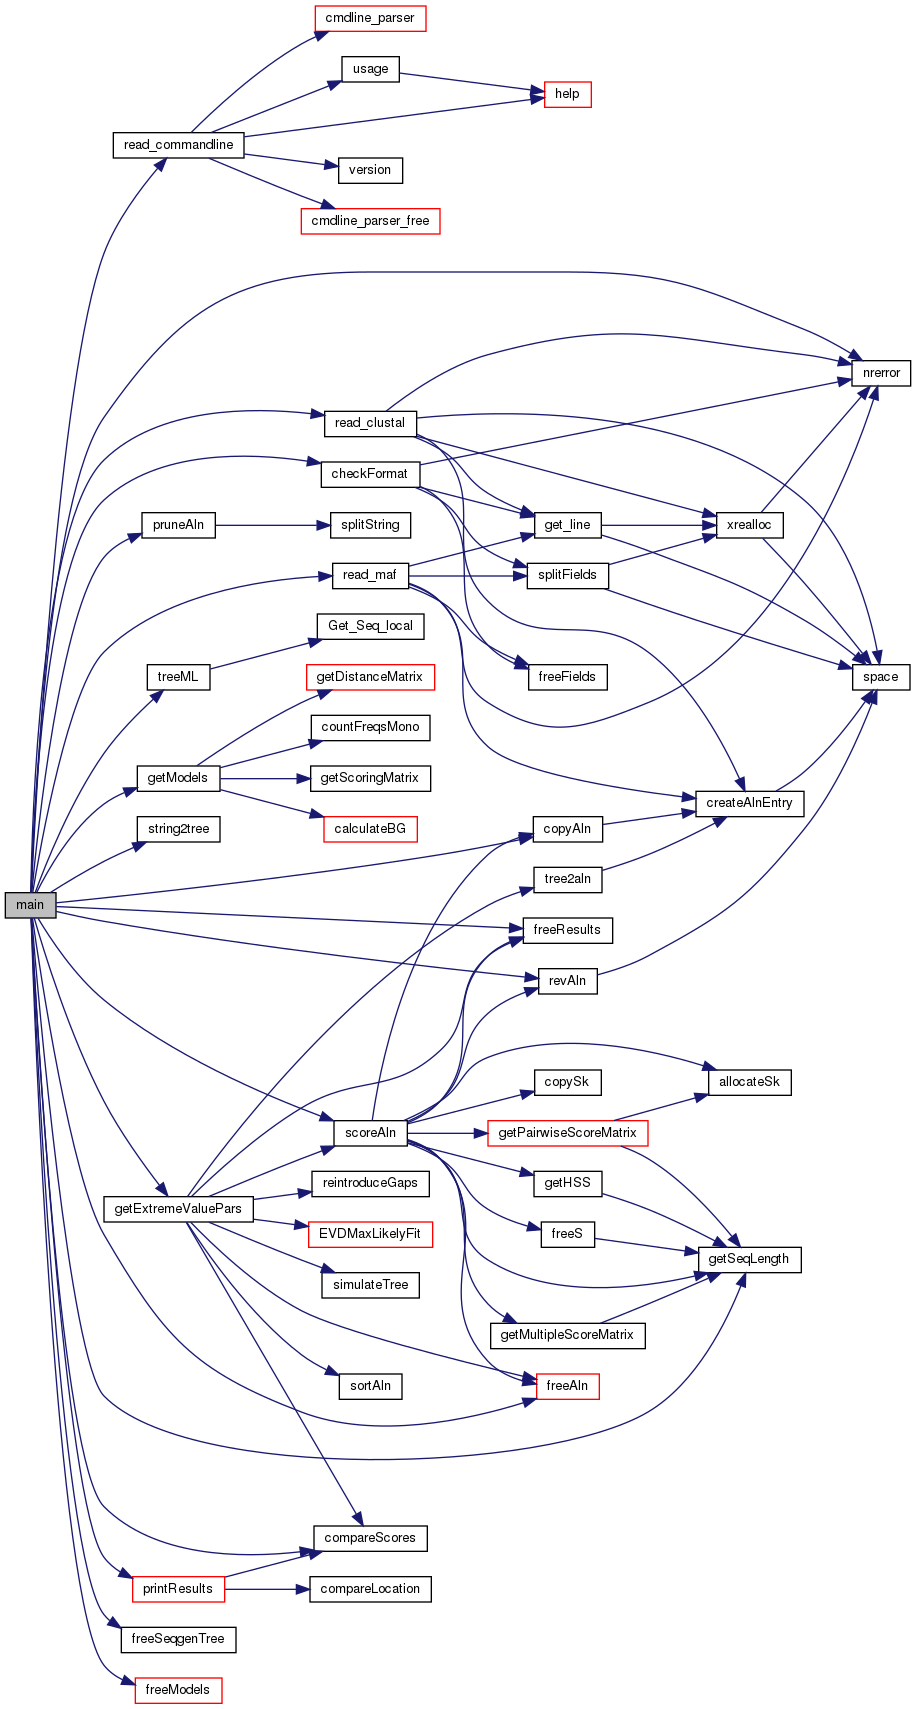 cmdline_parser
usage
help
read_commandline
version
cmdline_parser_free
nrerror
read_clustal
checkFormat
pruneAln
splitString
get_line
xrealloc
read_maf
splitFields
Get_Seq_local
treeML
getDistanceMatrix
freeFields
space
countFreqsMono
getModels
getScoringMatrix
createAlnEntry
string2tree
calculateBG
copyAln
tree2aln
main
freeResults
revAln
copySk
allocateSk
scoreAln
getPairwiseScoreMatrix
reintroduceGaps
getHSS
getExtremeValuePars
EVDMaxLikelyFit
freeS
getSeqLength
simulateTree
getMultipleScoreMatrix
sortAln
freeAln
compareScores
printResults
compareLocation
freeSeqgenTree
freeModels